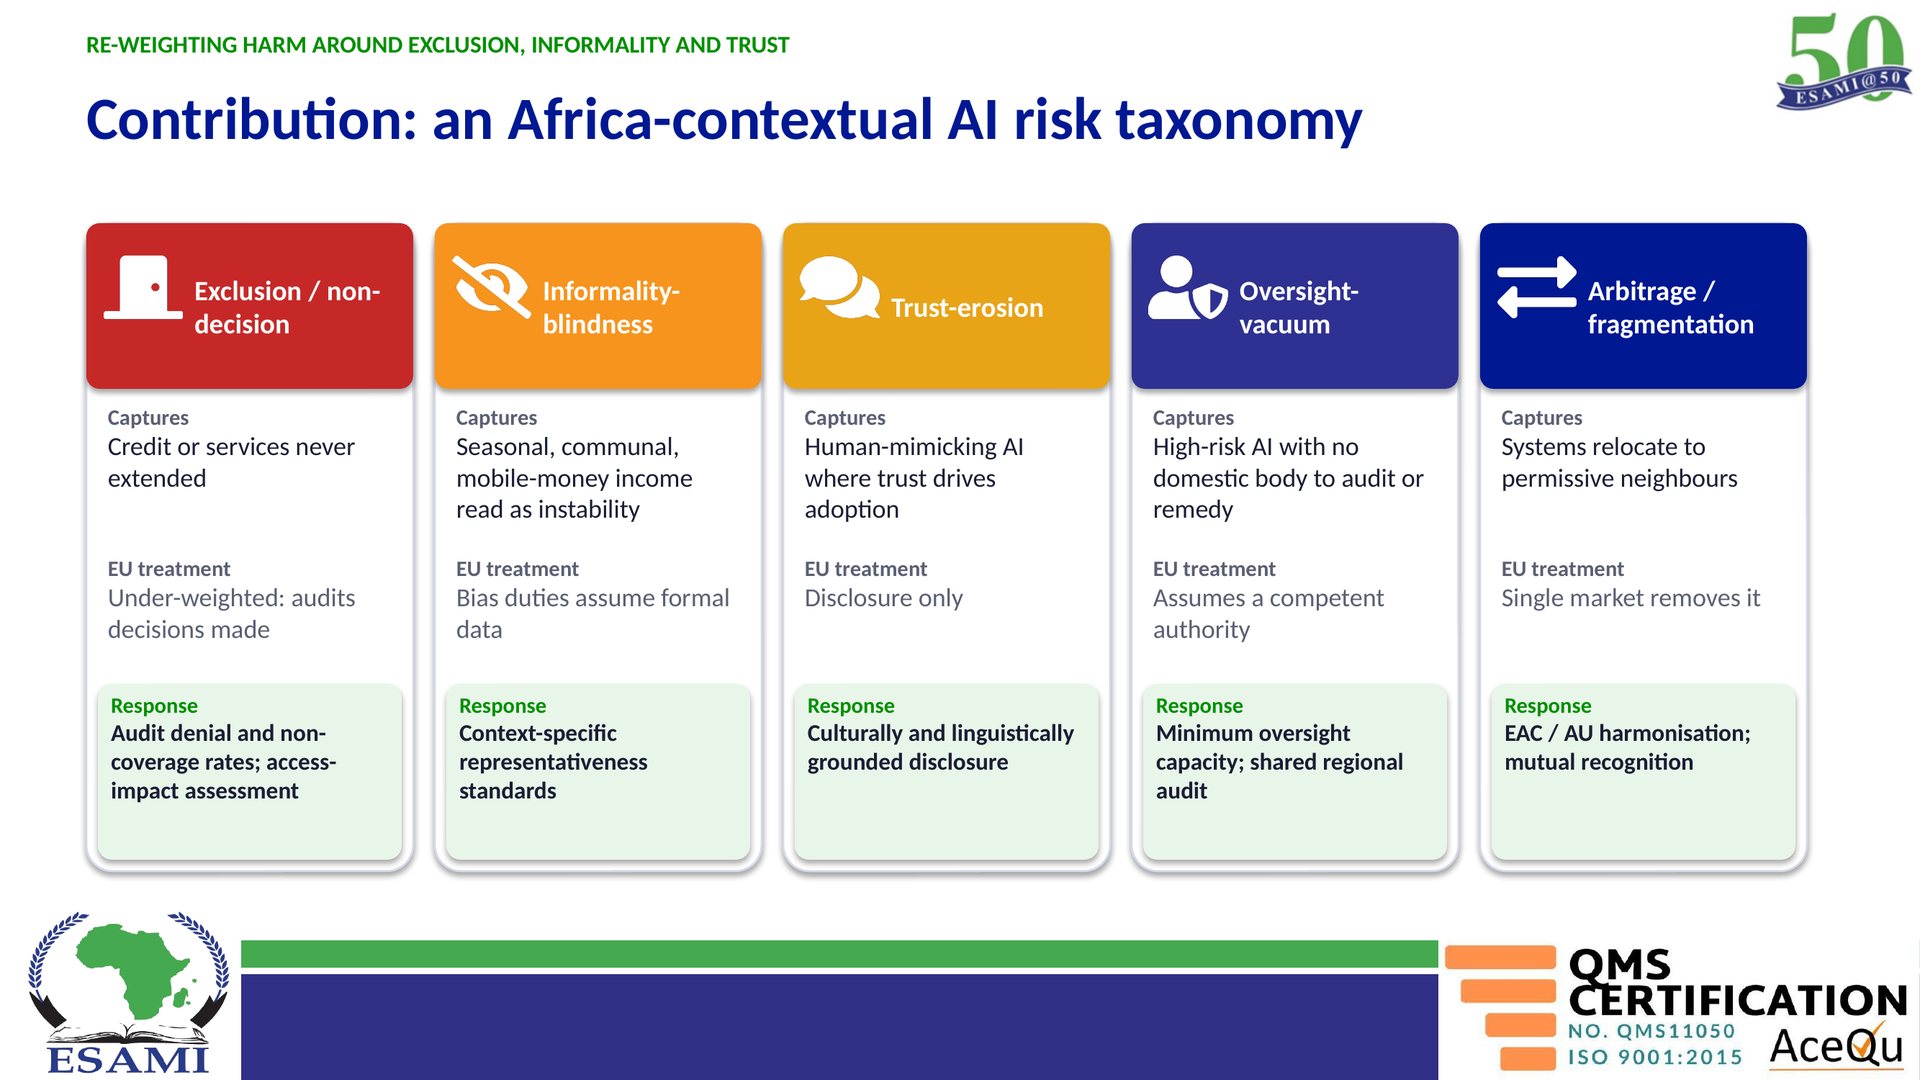 RE-WEIGHTING HARM AROUND EXCLUSION, INFORMALITY AND TRUST
50
ESAMI@50
Contribution: an Africa-contextual AI risk taxonomy
Exclusion / non-
decision
Captures
Credit or services never
extended
EU treatment
Under-weighted: audits
decisions made
Response
Audit denial and non-
coverage rates; access-
impact assessment
Informality-
blindness
Captures
Seasonal, communal,
mobile-money income
read as instability
EU treatment
Bias duties assume formal
data
Response
Context-specific
representativeness
standards
Trust-erosion
Captures
Human-mimicking AI
where trust drives
adoption
EU treatment
Disclosure only
Response
Culturally and linguistically
grounded disclosure
Oversight-
vacuum
Captures
High-risk AI with no
domestic body to audit or
remedy
EU treatment
Assumes a competent
authority
Response
Minimum oversight
capacity; shared regional
audit
Arbitrage /
fragmentation
Captures
Systems relocate to
permissive neighbours
EU treatment
Single market removes it
Response
EAC / AU harmonisation;
mutual recognition
ESAMI
QMS
CERTIFICATION
NO. QMS11050
ISO 9001:2015
AceQu